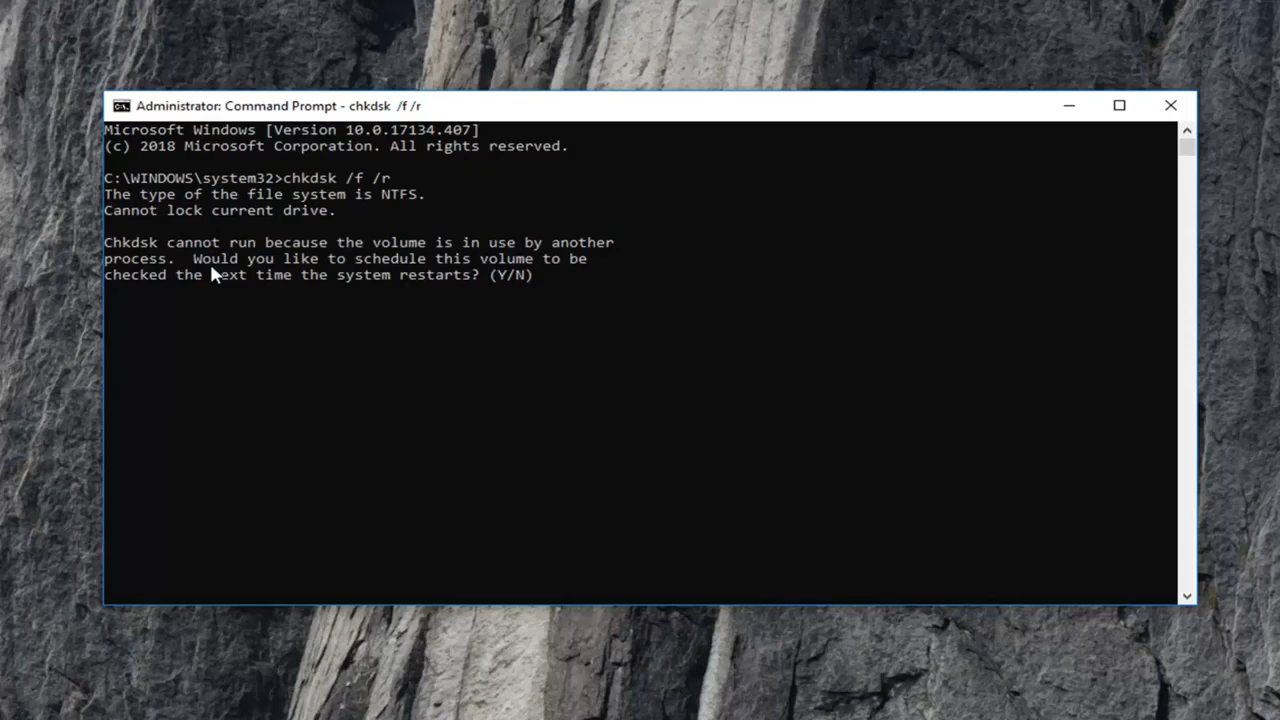 Administrator: Command Prompt - chkdsk /f /r
Microsoft Windows [Version 10.0.17134.407]
(c) 2018 Microsoft Corporation. All rights reserved.
C:\WINDOWS\system32>chkdsk /f /r
The type of the file system is NTFS.
Cannot lock current drive.
Chkdsk cannot run because the volume is in use by another
process.  Would you like to schedule this volume to be
checked the next time the system restarts? (Y/N)